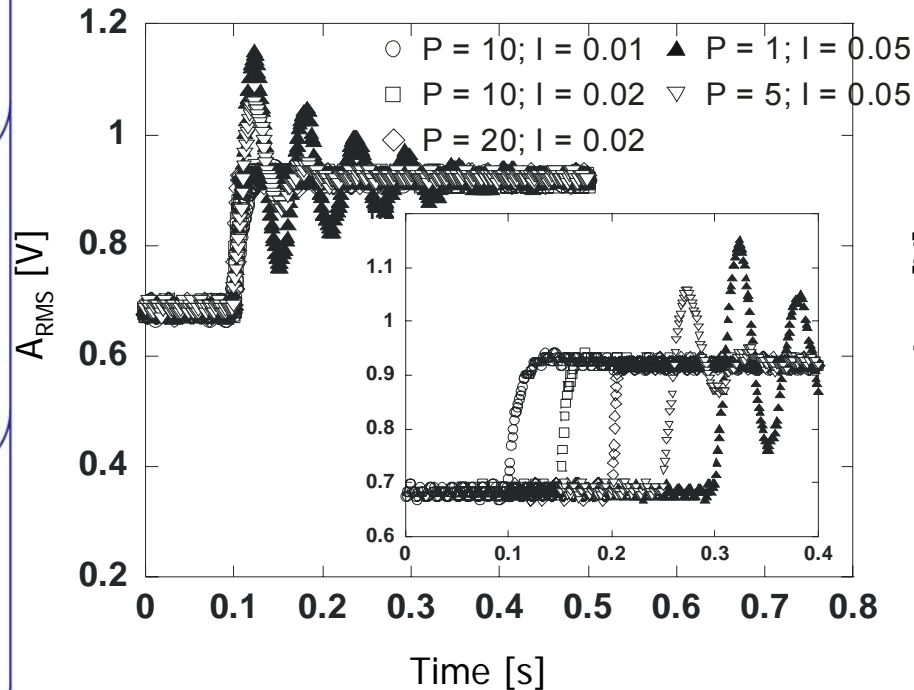 1.2
P = 10; I = 0.01 P = 1; I = 0.05
P = 10; I = 0.02 P = 5; I = 0.05
P = 20; I = 0.02
1
0.8
0.6
0.4
0.2
A_RMS [V]
1.1
1
0.9
0.8
0.7
0.6
0 0.1 0.2 0.3 0.4
0 0.1 0.2 0.3 0.4 0.5 0.6 0.7 0.8
Time [s]